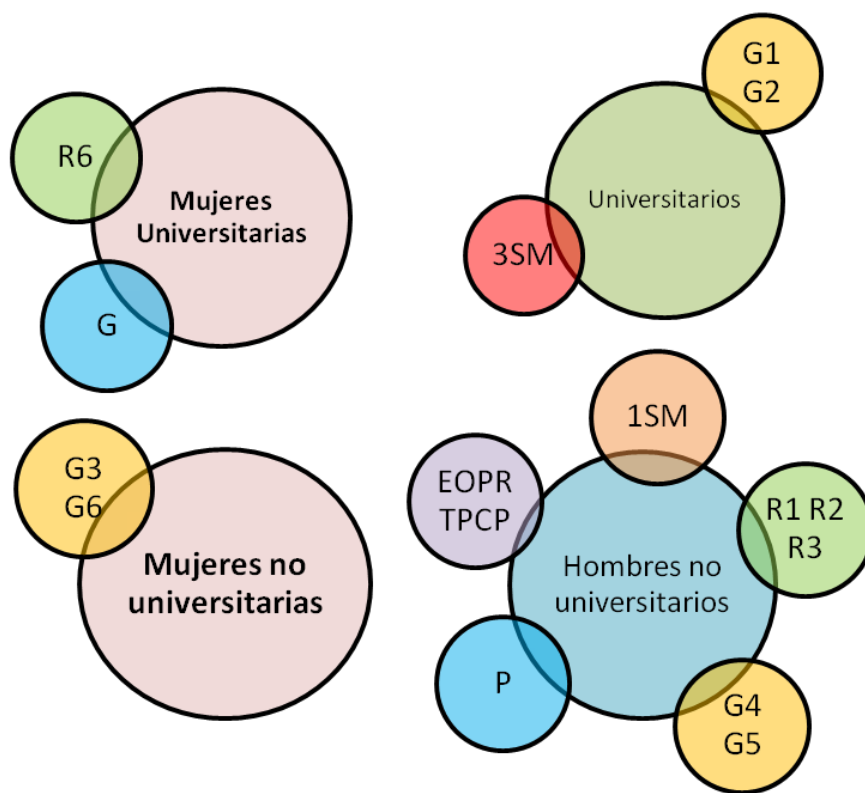 R6
Mujeres
Universitarias
G
G1
G2
Universitarios
3SM
G3
G6
Mujeres no
universitarias
1SM
EOPR
TPCP
R1 R2
R3
Hombres no
universitarios
P
G4
G5